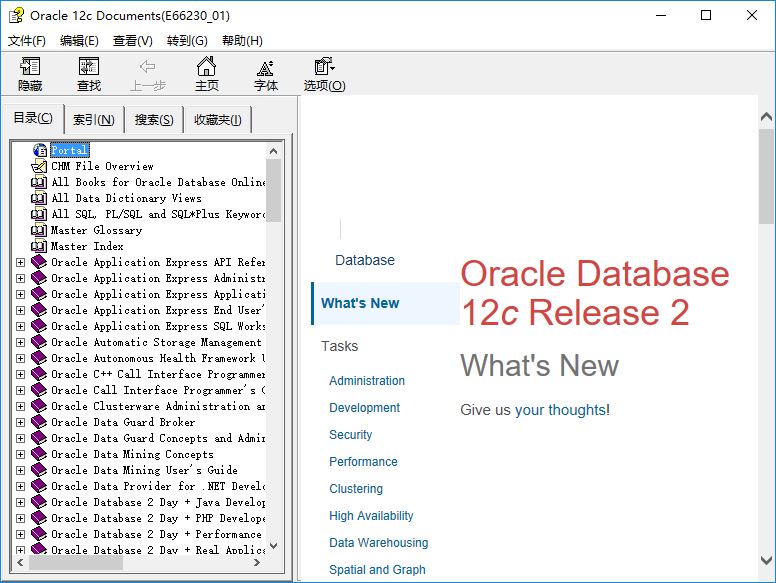 Oracle 12c Documents(E66230_01)
文件(F) 编辑(E) 查看(V) 转到(G) 帮助(H)
隐藏 查找 上一步 主页 字体 选项(O)
目录(C) 索引(N) 搜索(S) 收藏夹(I)
Portal
CHM File Overview
All Books for Oracle Database Online
All Data Dictionary Views
All SQL, PL/SQL and SQL*Plus Keywor
Master Glossary
Master Index
Oracle Application Express API Refer
Oracle Application Express Administr
Oracle Application Express Applicati
Oracle Application Express End User's
Oracle Application Express SQL Works
Oracle Automatic Storage Management
Oracle Autonomous Health Framework U
Oracle C++ Call Interface Programmer
Oracle Call Interface Programmer's G
Oracle Clusterware Administration an
Oracle Data Guard Broker
Oracle Data Guard Concepts and Admin
Oracle Data Mining Concepts
Oracle Data Mining User's Guide
Oracle Data Provider for .NET Develo
Oracle Database 2 Day + Java Develop
Oracle Database 2 Day + PHP Develope
Oracle Database 2 Day + Performance
Oracle Database 2 Day + Real Applica
Database
What's New
Tasks
Administration
Development
Security
Performance
Clustering
High Availability
Data Warehousing
Spatial and Graph
Oracle Database
12c Release 2
What's New
Give us your thoughts!